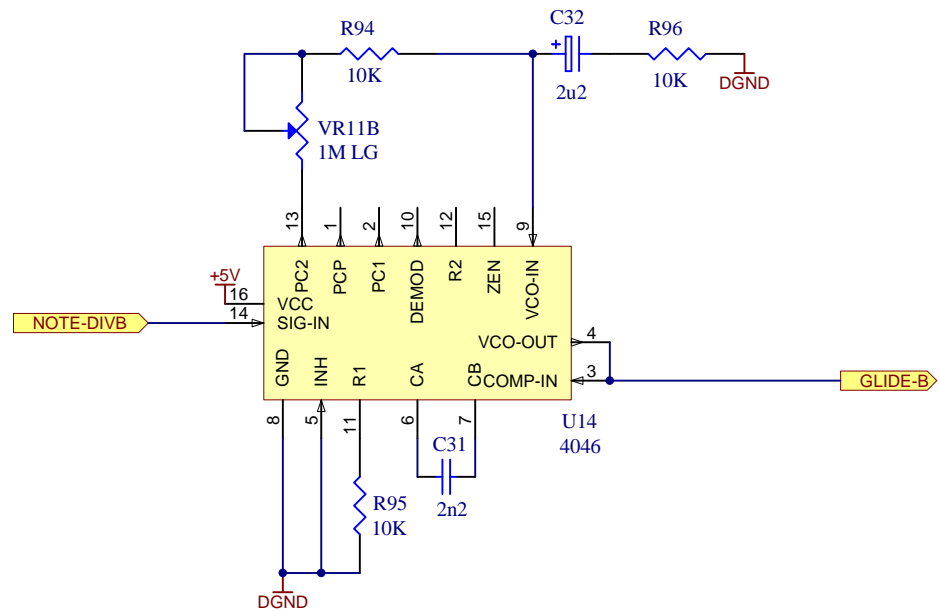 C32
R94
R96
10K
2u2
10K
DGND
VR11B
1M LG
13
1
2
10
12
15
9
PC2
PCP
PC1
DEMOD
R2
ZEN
VCO-IN
+5V
16
VCC
NOTE-DIVB
14
SIG-IN
VCO-OUT
4
GND
INH
R1
CA
CB
COMP-IN
3
GLIDE-B
8
5
11
6
7
U14
4046
C31
2n2
R95
10K
DGND